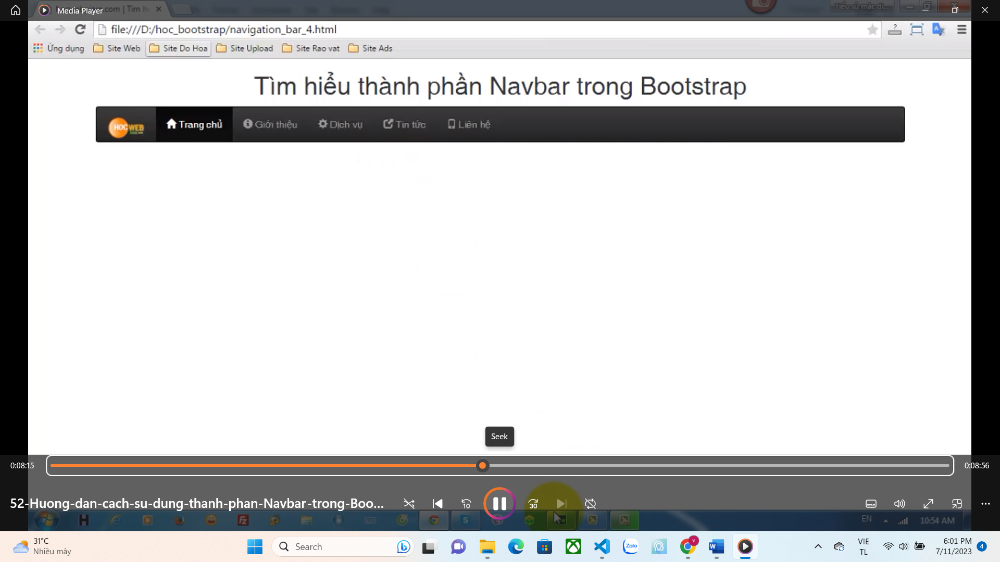 Media Player
file:///D:/hoc_bootstrap/navigation_bar_4.html
Ứng dụng Site Web Site Do Hoa Site Upload Site Rao vat Site Ads
Tìm hiểu thành phần Navbar trong Bootstrap
HOC WEB Trang chủ Giới thiệu Dịch vụ Tin tức Liên hệ
Seek
0:08:15 0:08:56
52-Huong-dan-cach-su-dung-thanh-phan-Navbar-trong-Boo... 10 30
EN 10:54 AM
31°C
Nhiều mây
Search
Zalo
VIE
TL
6:01 PM
7/11/2023
4